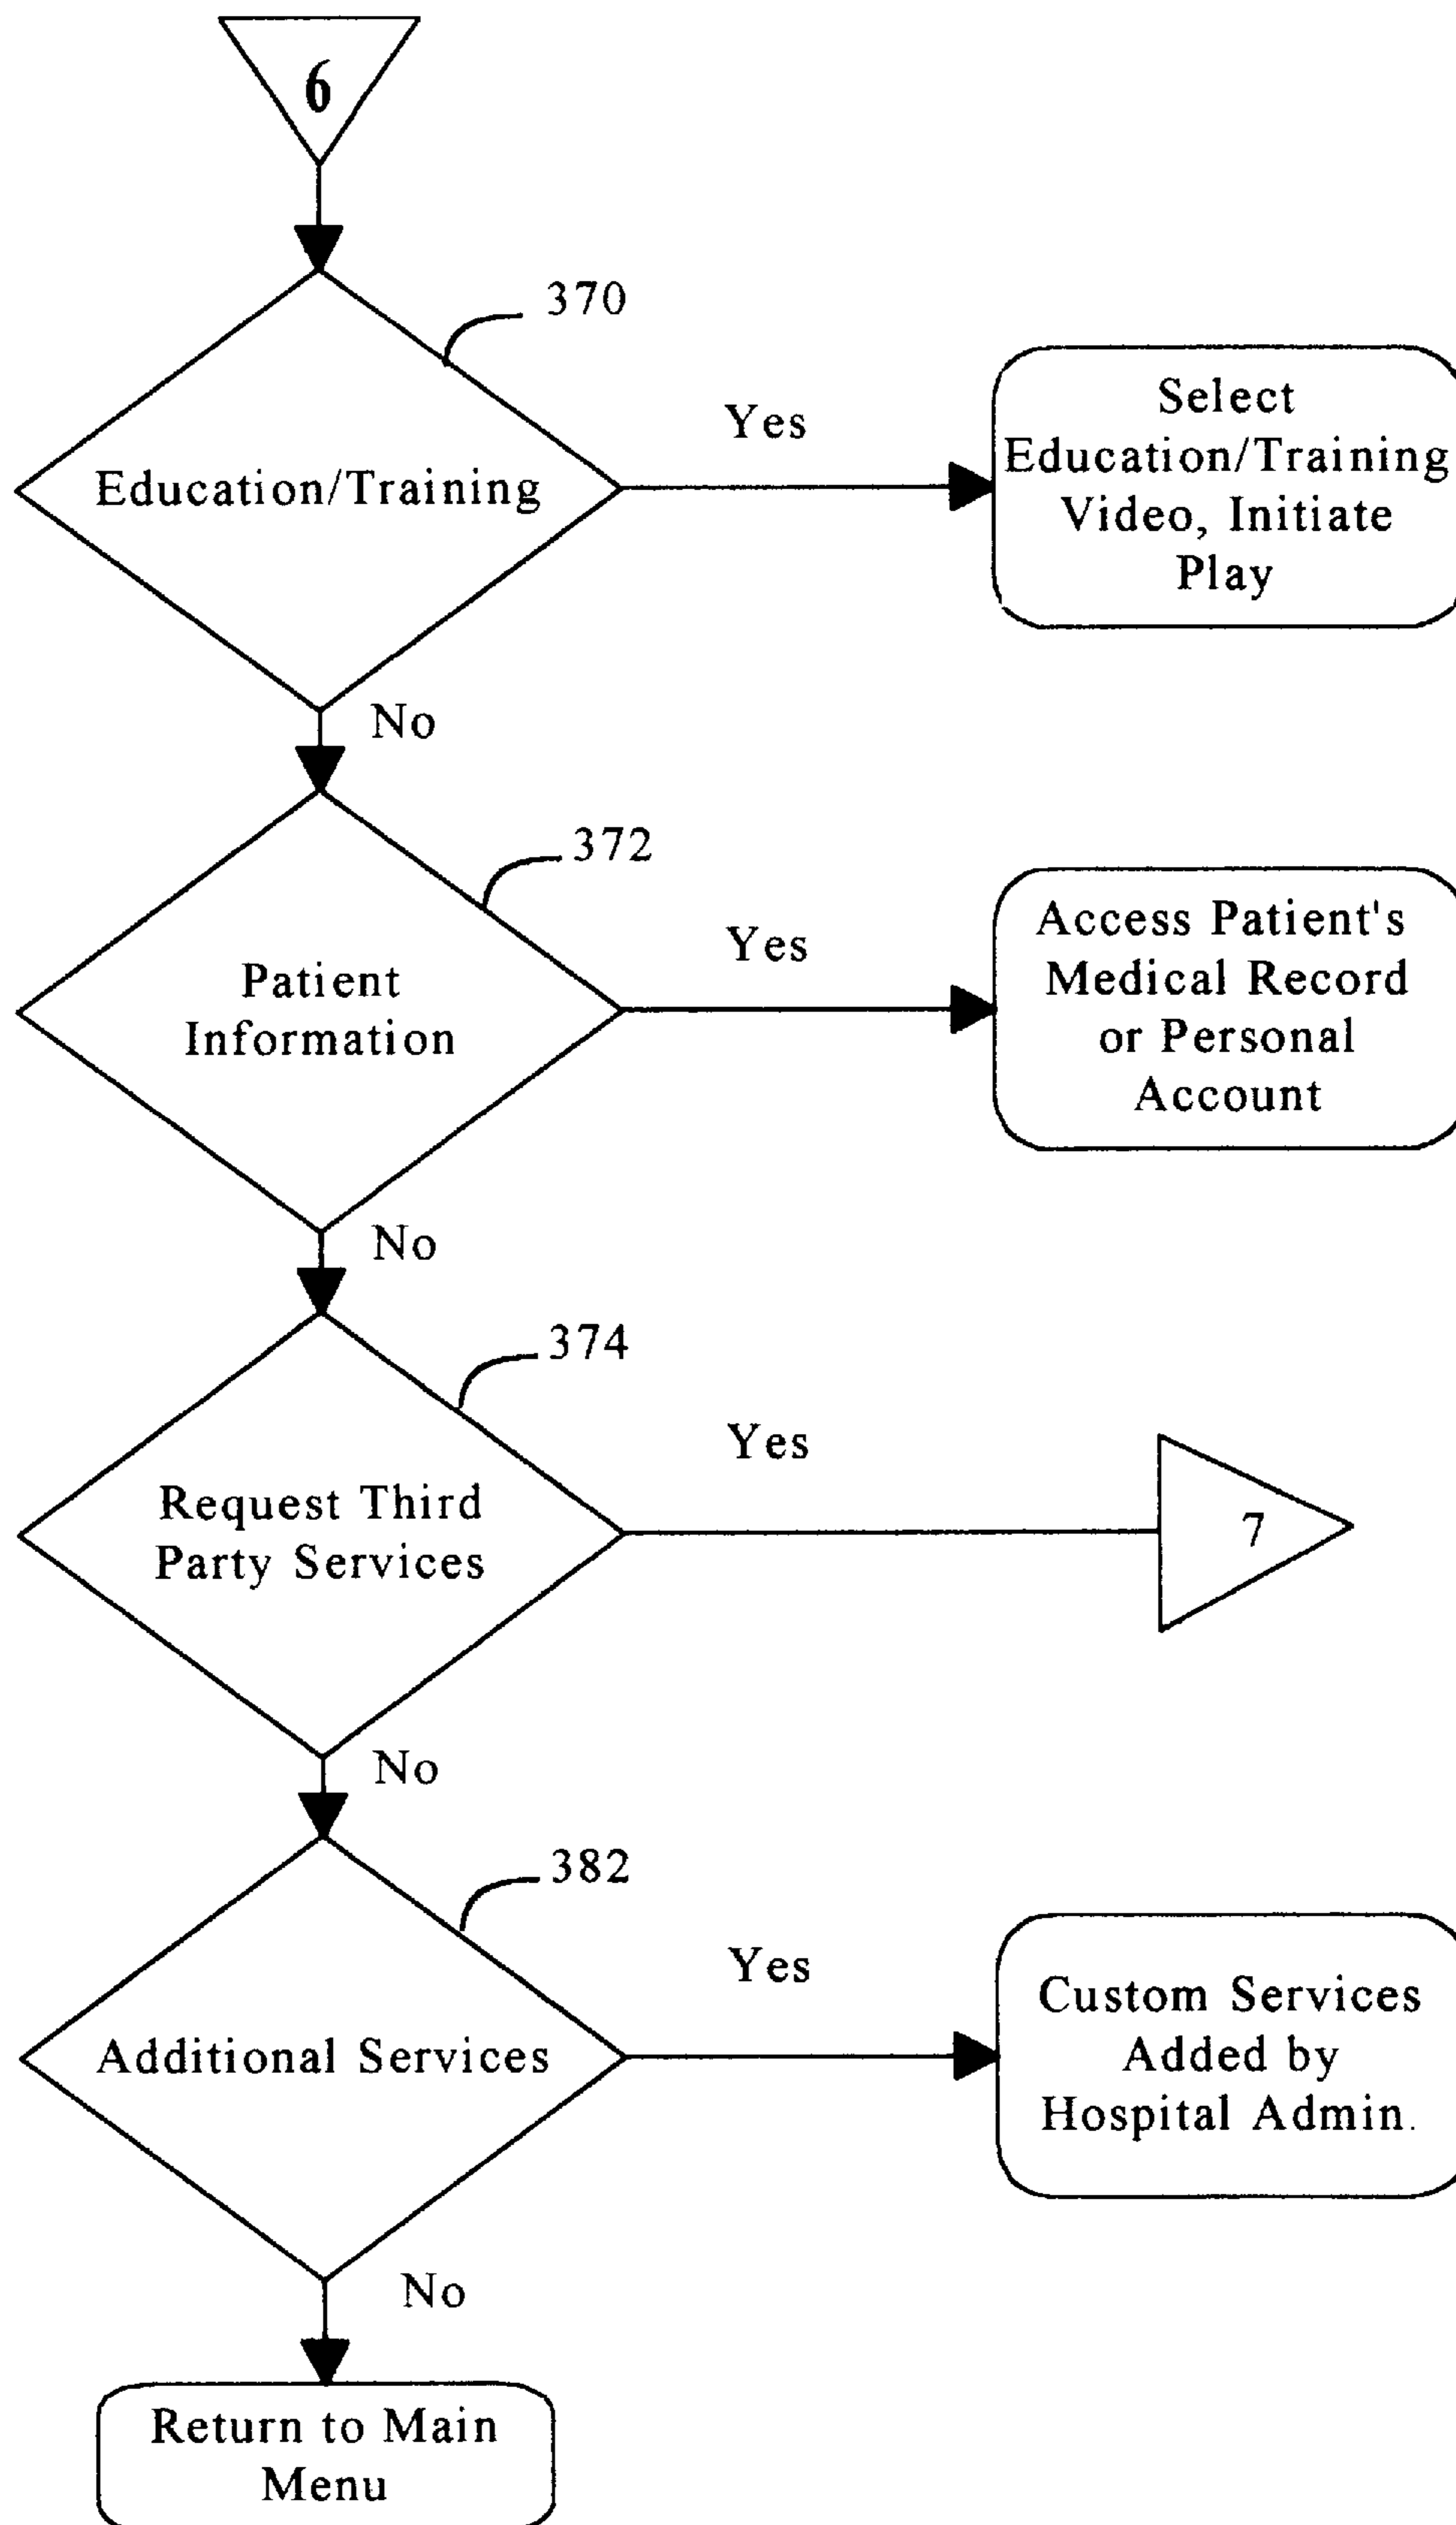 6
370
Education/Training
Yes
Select
Education/Training
Video, Initiate
Play
No
372
Patient
Information
Yes
Access Patient's
Medical Record
or Personal
Account
No
374
Request Third
Party Services
Yes
7
No
382
Additional Services
Yes
Custom Services
Added by
Hospital Admin.
No
Return to Main
Menu